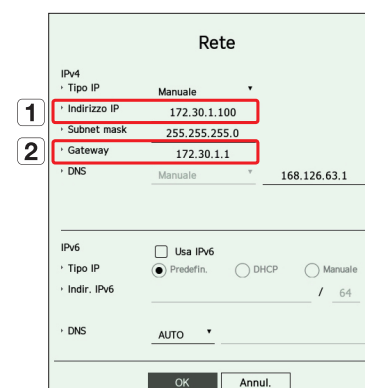 Rete
IPv4
Tipo IP Manuale
1 Indirizzo IP 172.30.1.100
Subnet mask 255.255.255.0
2 Gateway 172.30.1.1
DNS Manuale 168.126.63.1
IPv6 Usa IPv6
Tipo IP Predefin. DHCP Manuale
Indir. IPv6 / 64
DNS AUTO
OK Annul.